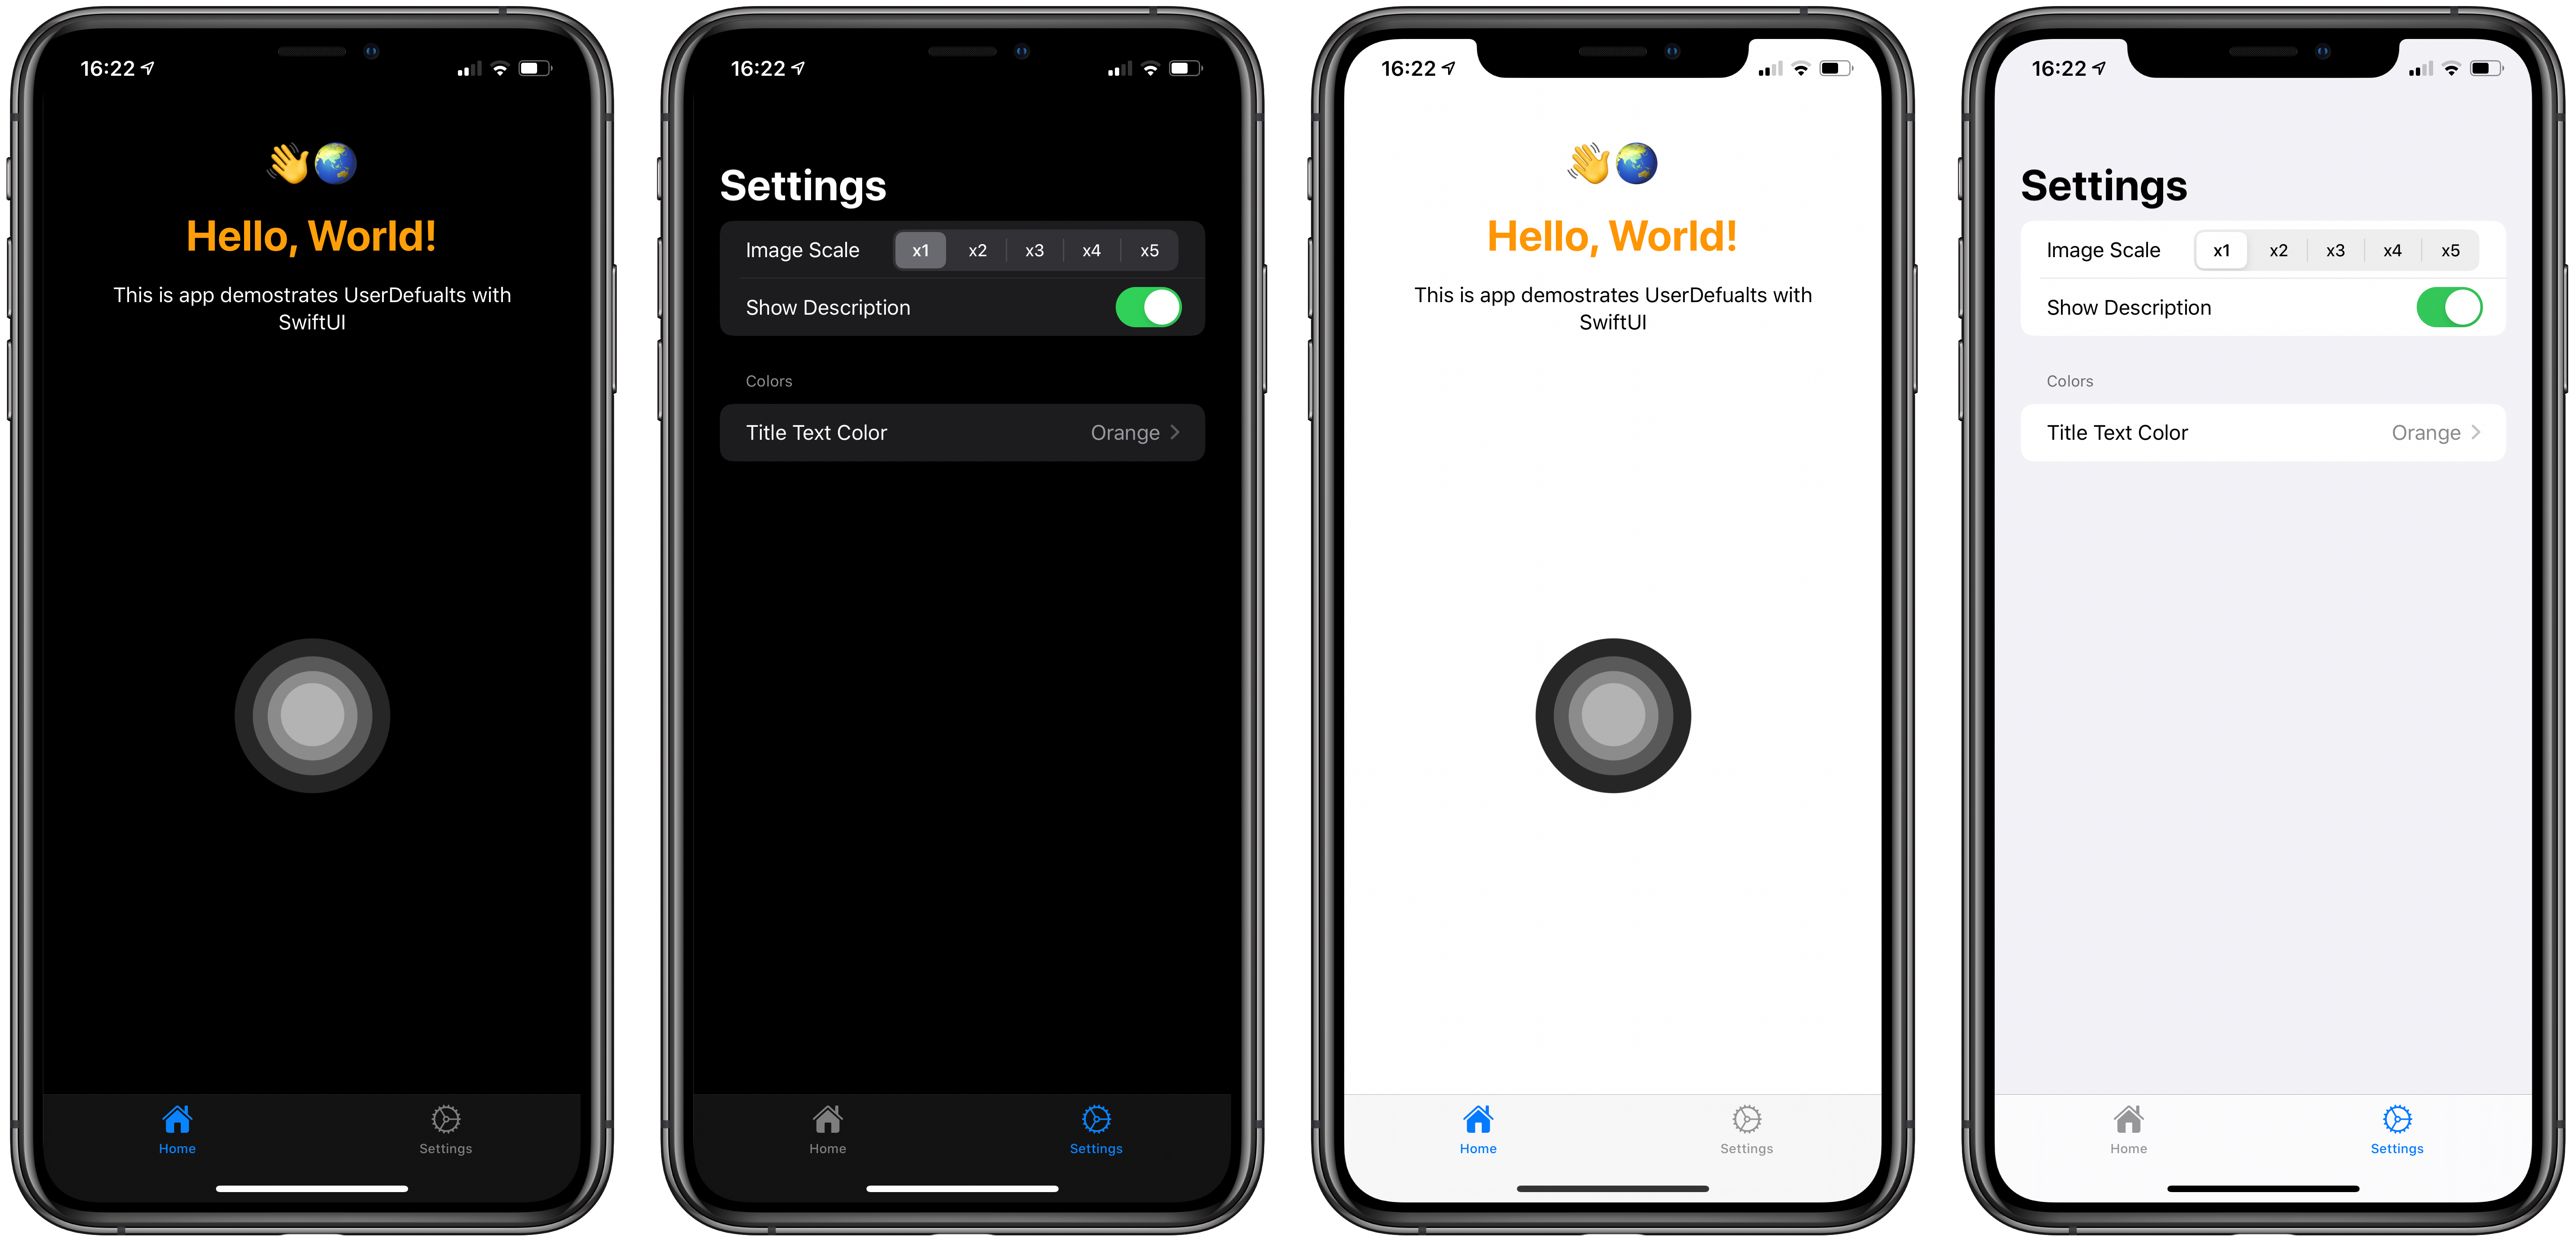 16:22
👋🌏
Hello, World!
This is app demostrates UserDefualts with
SwiftUI
Home
Settings
16:22
Settings
Image Scale x1 x2 x3 x4 x5
Show Description
Colors
Title Text Color Orange
Home
Settings
16:22
👋🌏
Hello, World!
This is app demostrates UserDefualts with
SwiftUI
Home
Settings
16:22
Settings
Image Scale x1 x2 x3 x4 x5
Show Description
Colors
Title Text Color Orange
Home
Settings